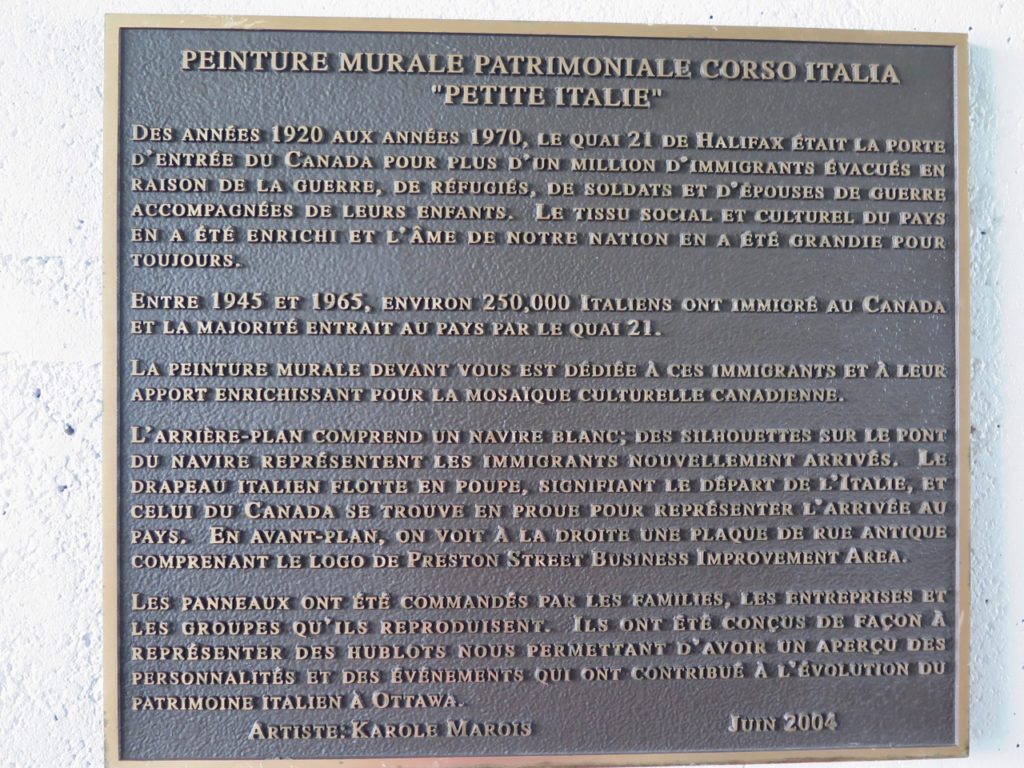 PEINTURE MURALE PATRIMONIALE CORSO ITALIA
"PETITE ITALIE"
DES ANNÉES 1920 AUX ANNÉES 1970, LE QUAI 21 DE HALIFAX ÉTAIT LA PORTE
D'ENTRÉE DU CANADA POUR PLUS D'UN MILLION D'IMMIGRANTS ÉVACUÉS EN
RAISON DE LA GUERRE, DE RÉFUGIÉS, DE SOLDATS ET D'ÉPOUSES DE GUERRE
ACCOMPAGNÉES DE LEURS ENFANTS. LE TISSU SOCIAL ET CULTUREL DU PAYS
EN A ÉTÉ ENRICHI ET L'ÂME DE NOTRE NATION EN A ÉTÉ GRANDIE POUR
TOUJOURS.
ENTRE 1945 ET 1965, ENVIRON 250,000 ITALIENS ONT IMMIGRÉ AU CANADA
ET LA MAJORITÉ ENTRAIT AU PAYS PAR LE QUAI 21.
LA PEINTURE MURALE DEVANT VOUS EST DÉDIÉE À CES IMMIGRANTS ET À LEUR
APPORT ENRICHISSANT POUR LA MOSAÏQUE CULTURELLE CANADIENNE.
L'ARRIÈRE-PLAN COMPREND UN NAVIRE BLANC; DES SILHOUETTES SUR LE PONT
DU NAVIRE REPRÉSENTENT LES IMMIGRANTS NOUVELLEMENT ARRIVÉS. LE
DRAPEAU ITALIEN FLOTTE EN POUPE, SIGNIFIANT LE DÉPART DE L'ITALIE, ET
CELUI DU CANADA SE TROUVE EN PROUE POUR REPRÉSENTER L'ARRIVÉE AU
PAYS. EN AVANT-PLAN, ON VOIT À LA DROITE UNE PLAQUE DE RUE ANTIQUE
COMPRENANT LE LOGO DE PRESTON STREET BUSINESS IMPROVEMENT AREA.
LES PANNEAUX ONT ÉTÉ COMMANDÉS PAR LES FAMILLES, LES ENTREPRISES ET
LES GROUPES QU'ILS REPRODUISENT. ILS ONT ÉTÉ CONÇUS DE FAÇON À
REPRÉSENTER DES HUBLOTS NOUS PERMETTANT D'AVOIR UN APERÇU DES
PERSONNALITÉS ET DES ÉVÉNEMENTS QUI ONT CONTRIBUÉ À L'ÉVOLUTION DU
PATRIMOINE ITALIEN À OTTAWA.
ARTISTE: KAROLE MAROIS JUIN 2004